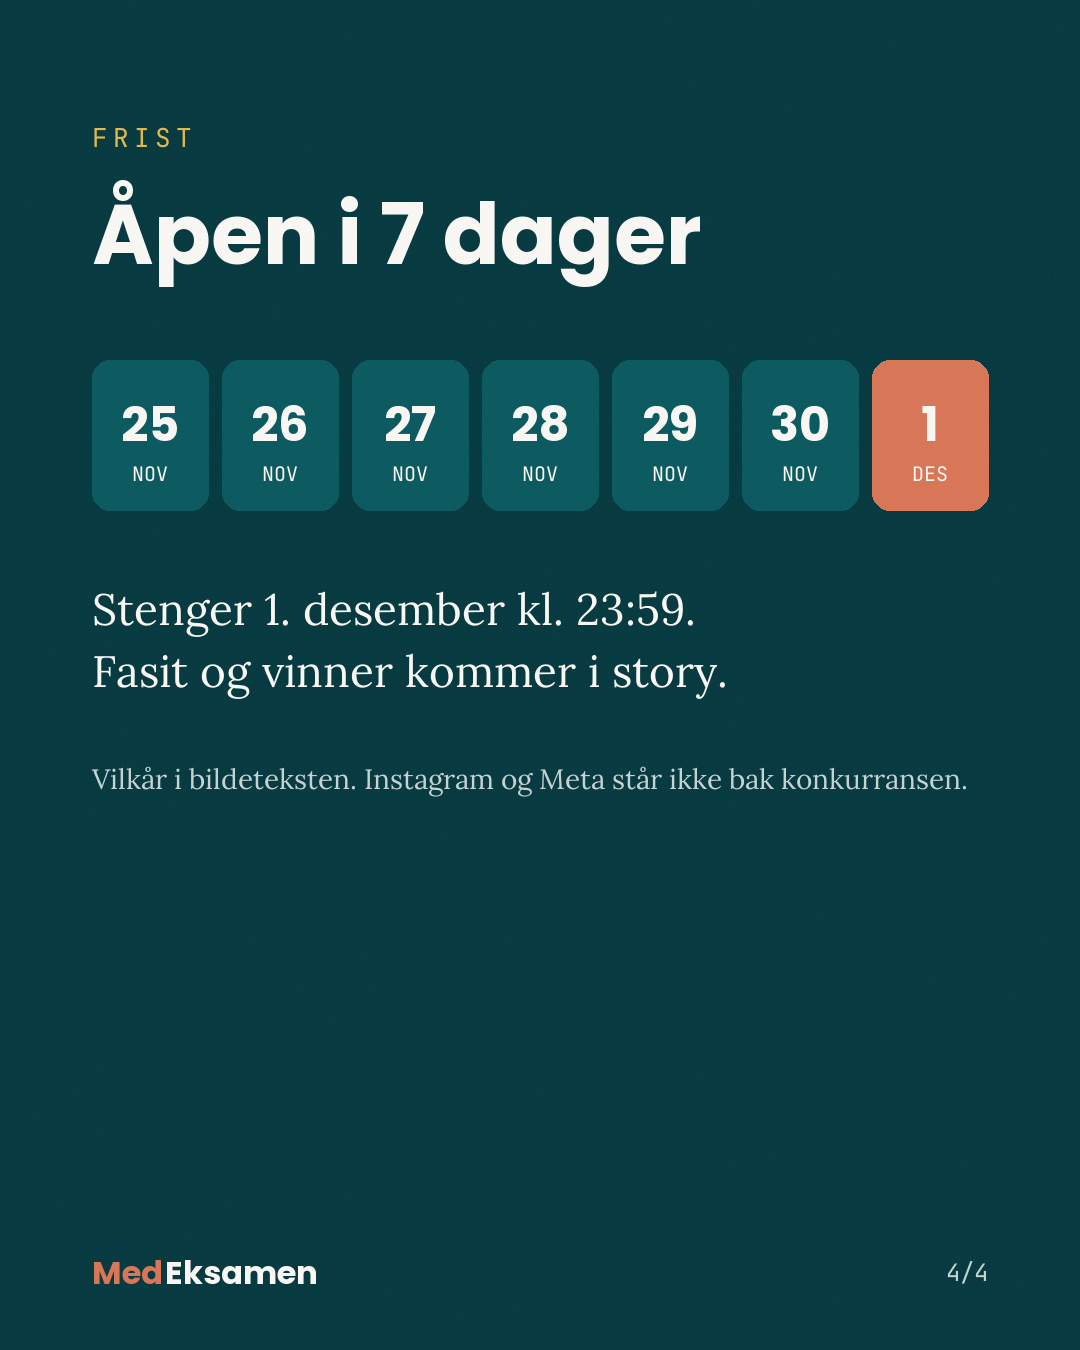 FRIST
Åpen i 7 dager
25 26 27 28 29 30 1
NOV NOV NOV NOV NOV NOV DES
Stenger 1. desember kl. 23:59.
Fasit og vinner kommer i story.
Vilkår i bildeteksten. Instagram og Meta står ikke bak konkurransen.
MedEksamen 4/4